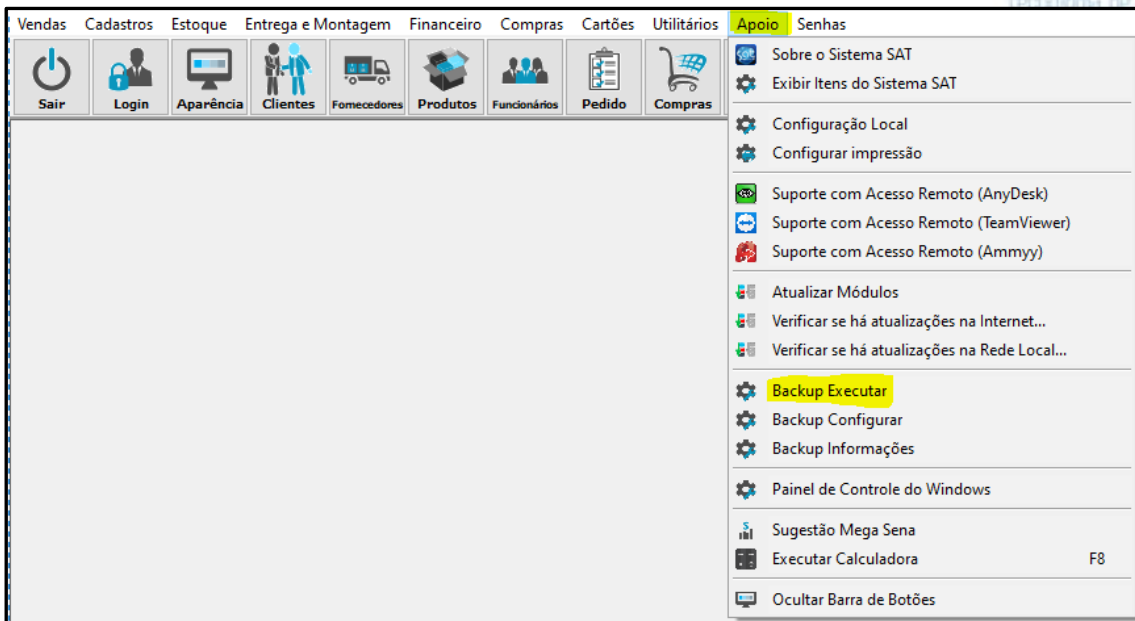 Vendas Cadastros Estoque Entrega e Montagem Financeiro Compras Cartões Utilitários Apoio Senhas
Sair Login Aparência Clientes Fornecedores Produtos Funcionários Pedido Compras
Sobre o Sistema SAT
Exibir Itens do Sistema SAT
Configuração Local
Configurar impressão
Suporte com Acesso Remoto (AnyDesk)
Suporte com Acesso Remoto (TeamViewer)
Suporte com Acesso Remoto (Ammyy)
Atualizar Módulos
Verificar se há atualizações na Internet...
Verificar se há atualizações na Rede Local...
Backup Executar
Backup Configurar
Backup Informações
Painel de Controle do Windows
Sugestão Mega Sena
Executar Calculadora F8
Ocultar Barra de Botões